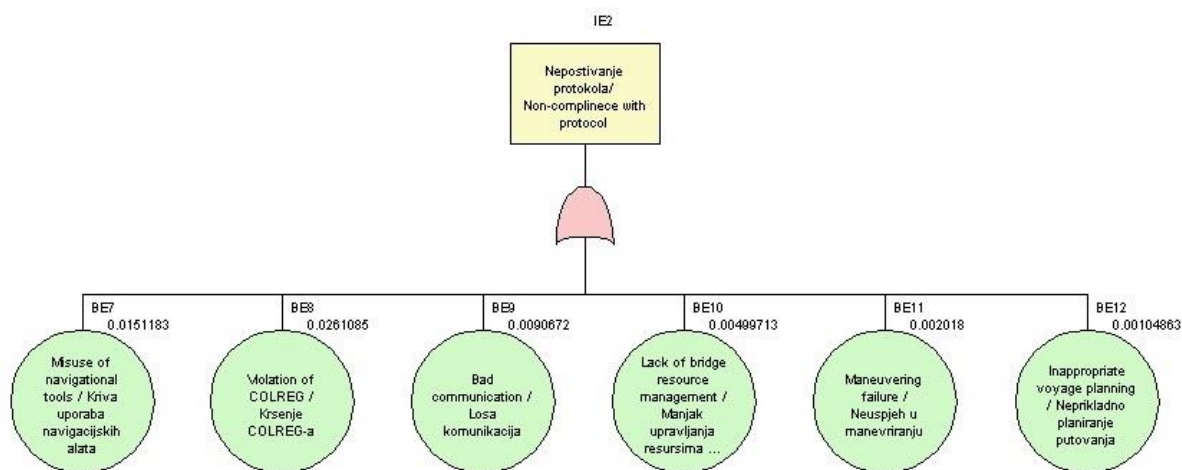 IE2
Nepostivanje
protokola/
Non-complinece with
protocol
BE7
0.0151183
Misuse of
navigational
tools / Kriva
uporaba
navigacijskih
alata
BE8
0.0261085
Violation of
COLREG /
Krsenje
COLREG-a
BE9
0.0090672
Bad
communication /
Losa
komunikacija
BE10
0.00499713
Lack of bridge
resource
management /
Manjak
upravljanja
resursima ...
BE11
0.002018
Maneuvering
failure /
Neuspjeh u
manevriranju
BE12
0.00104863
Inappropriate
voyage planning
/ Neprikladno
planiranje
putovanja